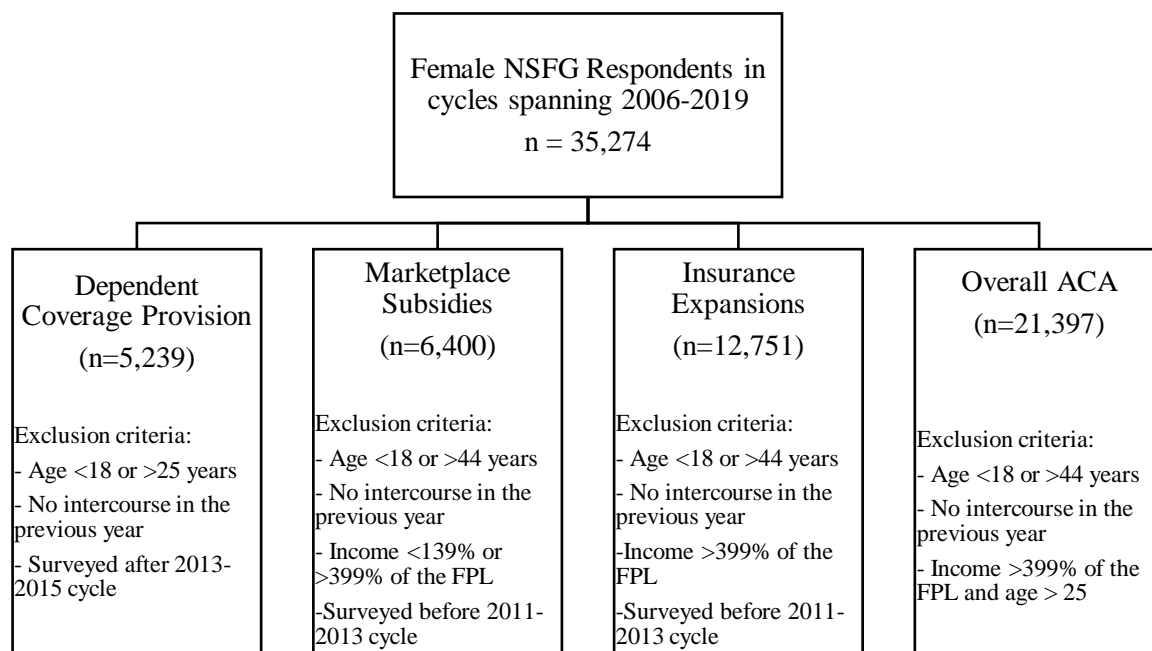 Female NSFG Respondents in
cycles spanning 2006-2019
n = 35,274
Dependent
Coverage Provision
(n=5,239)
Exclusion criteria:
- Age <18 or >25 years
- No intercourse in the
previous year
- Surveyed after 2013-
2015 cycle
Marketplace
Subsidies
(n=6,400)
Exclusion criteria:
- Age <18 or >44 years
- No intercourse in the
previous year
- Income <139% or
>399% of the FPL
-Surveyed before 2011-
2013 cycle
Insurance
Expansions
(n=12,751)
Exclusion criteria:
- Age <18 or >44 years
- No intercourse in the
previous year
-Income >399% of the
FPL
-Surveyed before 2011-
2013 cycle
Overall ACA
(n=21,397)
Exclusion criteria:
- Age <18 or >44 years
- No intercourse in the
previous year
- Income >399% of the
FPL and age > 25